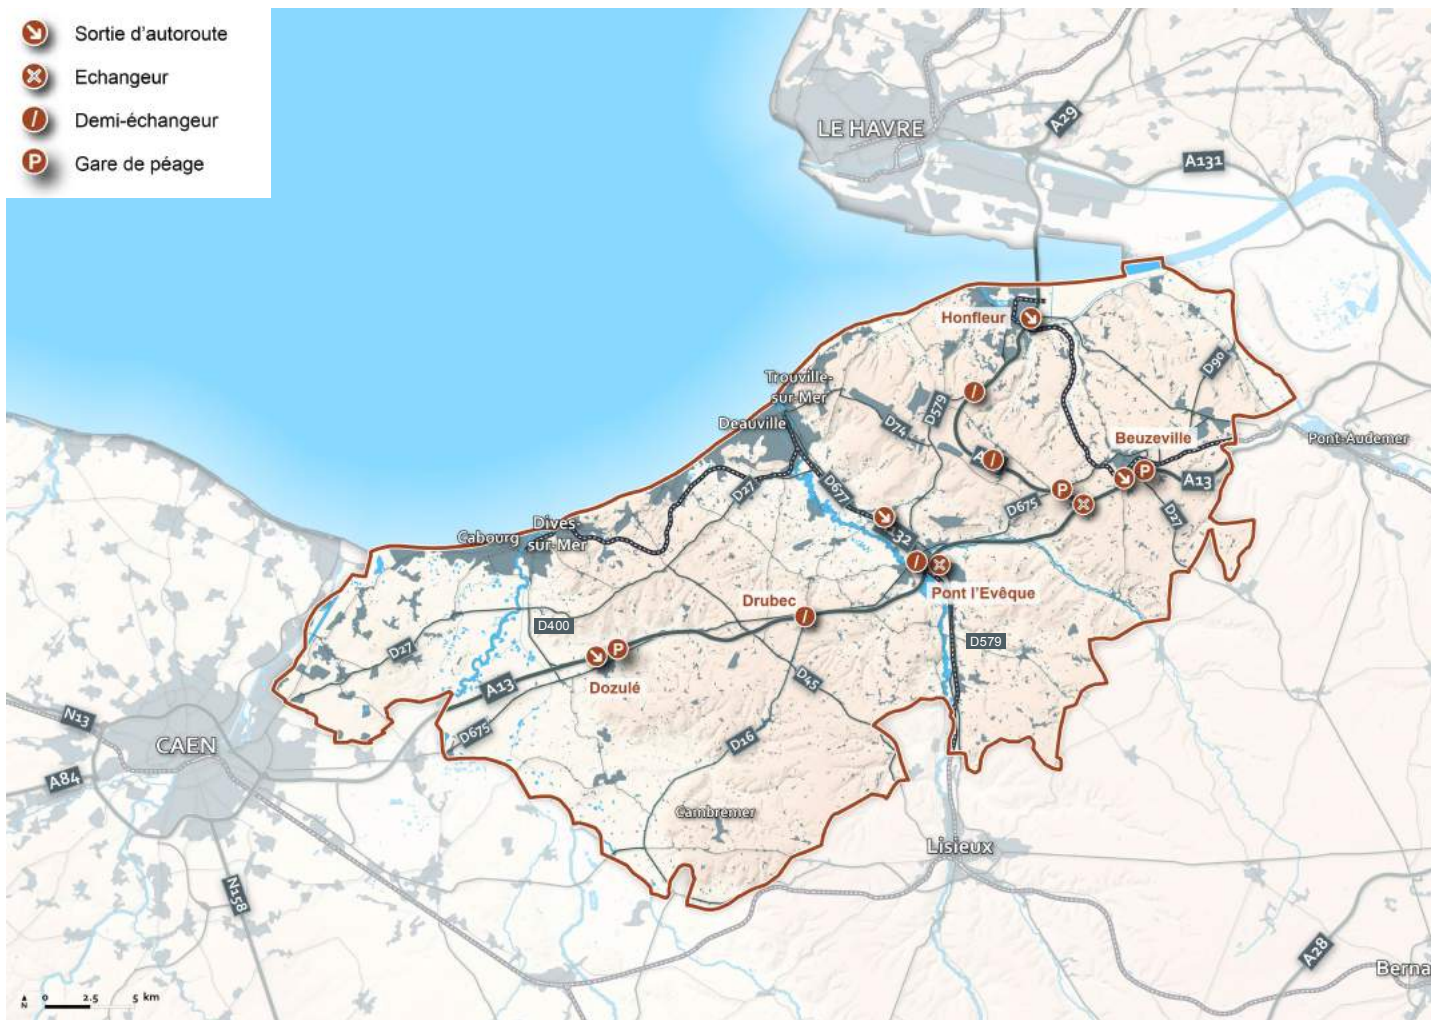 Sortie d'autoroute
Echangeur
Demi-échangeur
P Gare de péage
LE HAVRE
A29
A131
Honfleur
Trouville-
sur-Mer
Deauville
D579
D74
D90
Beuzeville
Pont-Audemer
P
P
A13
D675
D27
D677
D27
Cabourg
Dives-
sur-Mer
Pont l'Evêque
Drubec
D400
D579
D27
P
Dozulé
A13
D45
D675
D16
N13
CAEN
A84
Cambremer
Lisieux
N158
A28
Berna
N
0 2.5 5 km